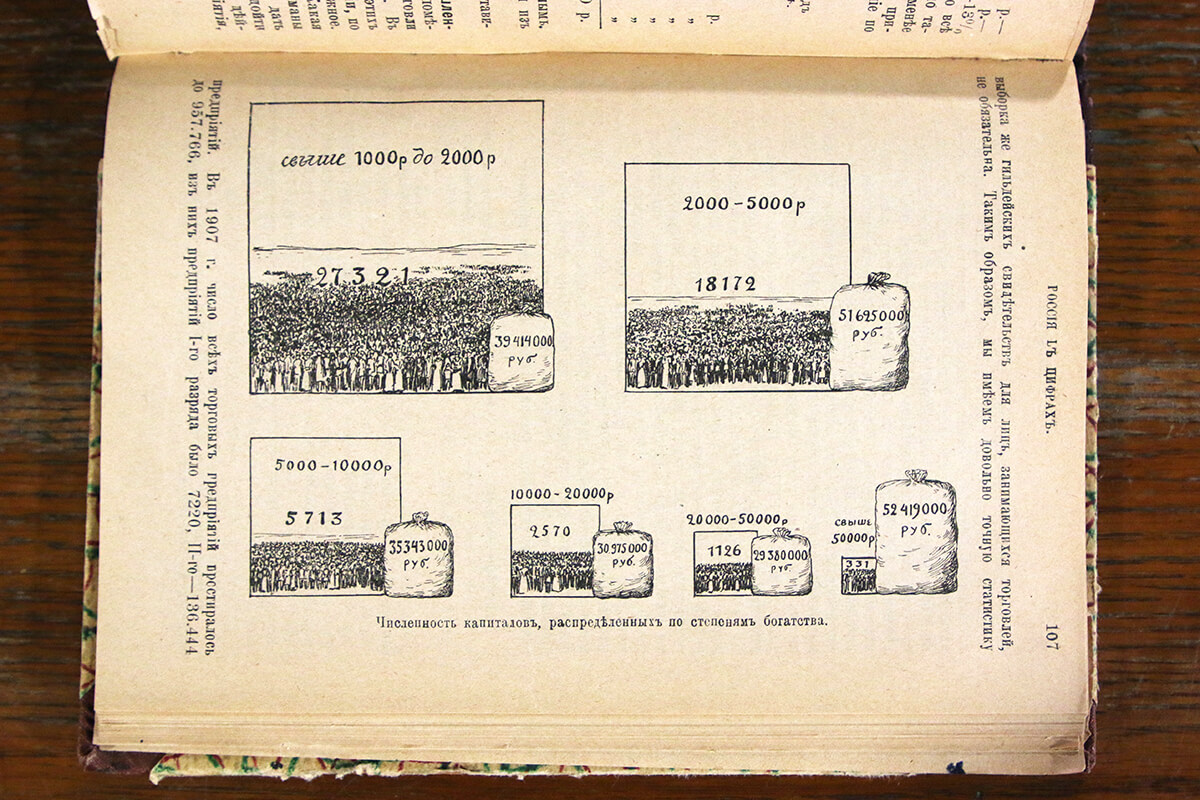 РОССІЯ ВЪ ЦИФРАХЪ.
107
выборка же гильдейскихъ свидѣтельствъ для лицъ, занимающихся торговлей,
не обязательна. Такимъ образомъ, мы имѣемъ довольно точную статистику
свыше 1000р до 2000р
27.321
39414000
РУБ.
2000-5000р
18172
51625000
РУБ.
5000-10000р
5713
35343000
РУБ.
10000-20000р
2570
30975000
РУБ.
20000-50000р
1126
29380000
РУБ.
свыше
50000р
331
52419000
РУБ.
Численность капиталовъ, распредѣленныхъ по степенямъ богатства.
предпріятій. Въ 1907 г. число всѣхъ торговыхъ предпріятій простиралось
до 957.766, изъ нихъ предпріятій I-го разряда было 7220, II-го—136.444